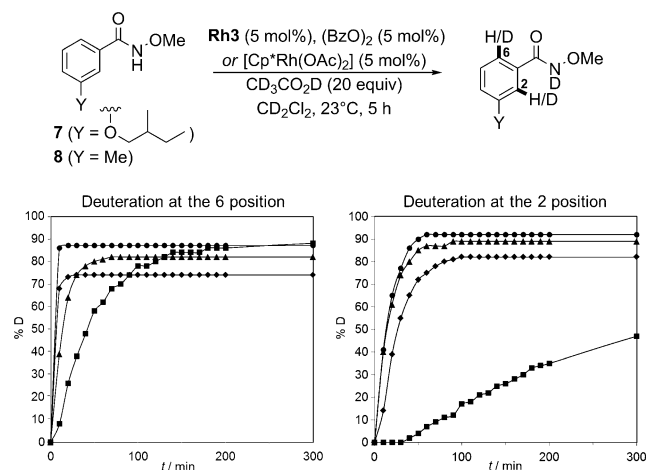 O
OMe
N
H
Y
7 (Y = O )
8 (Y = Me)
Rh3 (5 mol%), (BzO)2 (5 mol%)
or [Cp*Rh(OAc)2] (5 mol%)
CD3CO2D (20 equiv)
CD2Cl2, 23°C, 5 h
H/D
6
O
OMe
N
D
2
H/D
Y
Deuteration at the 6 position
100
90
80
70
60
50
40
30
20
10
0
% D
0 100 200 300
t / min
Deuteration at the 2 position
100
90
80
70
60
50
40
30
20
10
0
% D
0 100 200 300
t / min